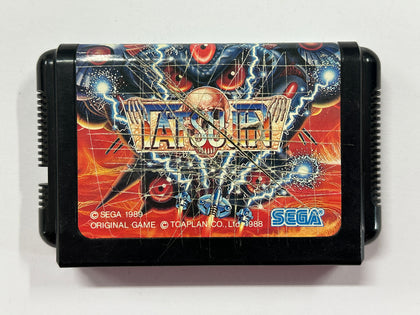 TATSUJIN
© SEGA 1989
ORIGINAL GAME © TOAPLAN CO., Ltd. 1988
SEGA